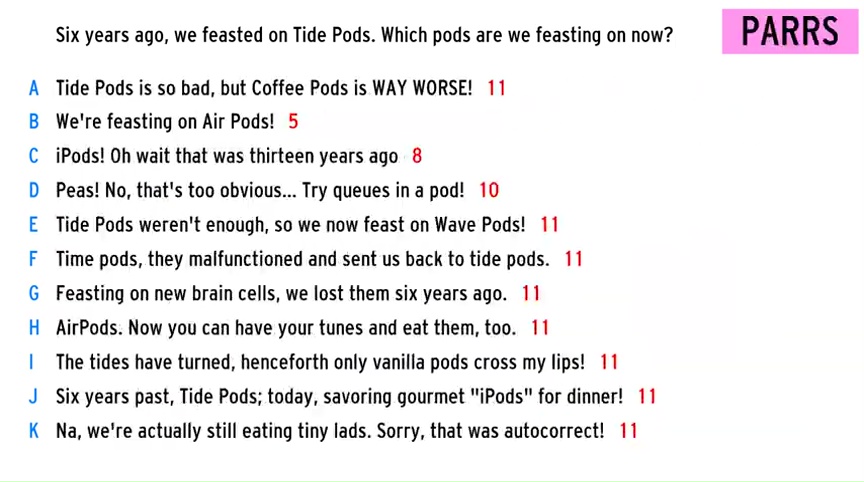 Six years ago, we feasted on Tide Pods. Which pods are we feasting on now?
PARRS
A Tide Pods is so bad, but Coffee Pods is WAY WORSE! 11
B We're feasting on Air Pods! 5
C iPods! Oh wait that was thirteen years ago 8
D Peas! No, that's too obvious... Try queues in a pod! 10
E Tide Pods weren't enough, so we now feast on Wave Pods! 11
F Time pods, they malfunctioned and sent us back to tide pods. 11
G Feasting on new brain cells, we lost them six years ago. 11
H AirPods. Now you can have your tunes and eat them, too. 11
I The tides have turned, henceforth only vanilla pods cross my lips! 11
J Six years past, Tide Pods; today, savoring gourmet "iPods" for dinner! 11
K Na, we're actually still eating tiny lads. Sorry, that was autocorrect! 11